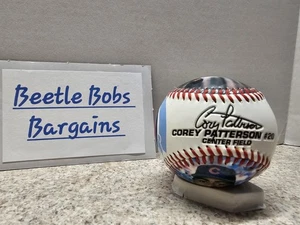 Beetle Bobs
Bargains
Corey Patterson
COREY PATTERSON #20
CENTER FIELD
C